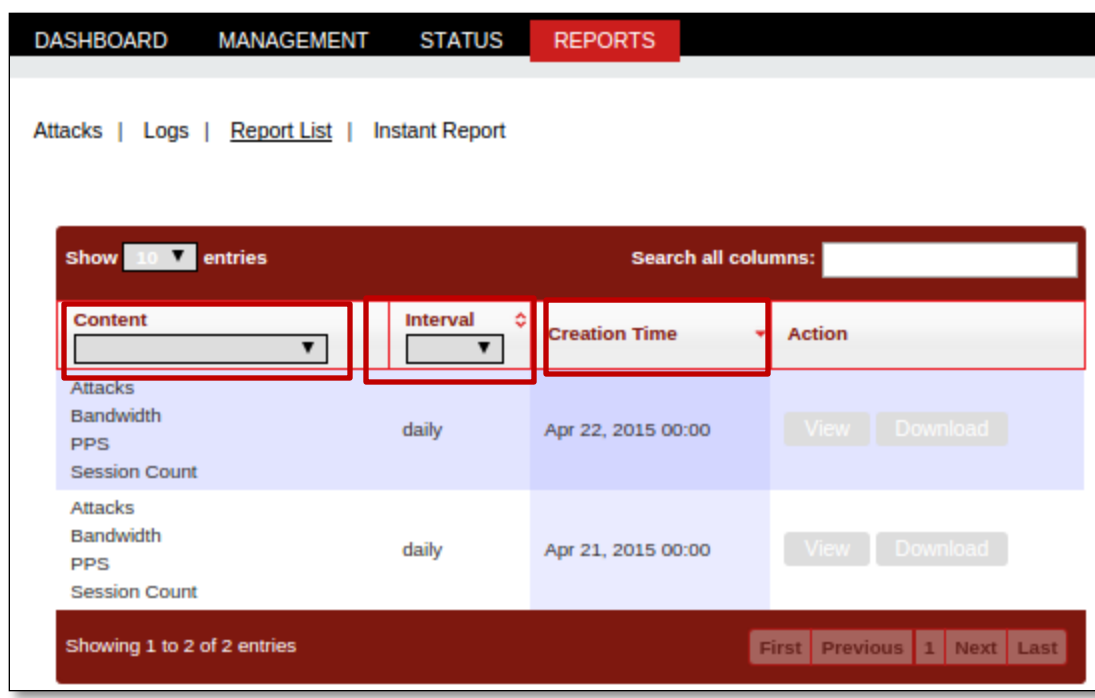 DASHBOARD MANAGEMENT STATUS REPORTS
Attacks | Logs | Report List | Instant Report
Show 10 entries Search all columns:
Content Interval Creation Time Action
Attacks
Bandwidth
PPS
Session Count
daily Apr 22, 2015 00:00 View Download
Attacks
Bandwidth
PPS
Session Count
daily Apr 21, 2015 00:00 View Download
Showing 1 to 2 of 2 entries First Previous 1 Next Last